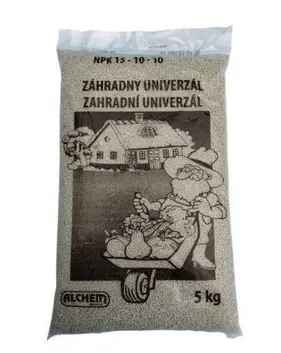 NPK 15 - 10 - 10
ZÁHRADNY UNIVERZÁL
ZAHRADNÍ UNIVERZÁL
ALCHEM
5 kg